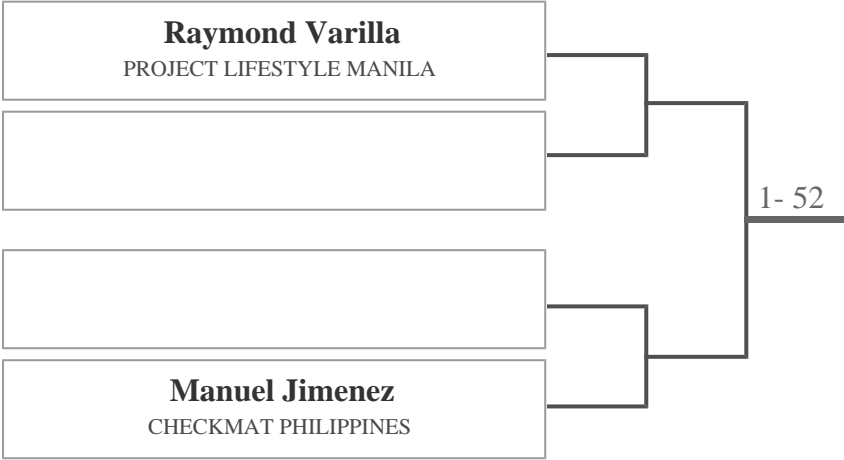 Raymond Varilla
PROJECT LIFESTYLE MANILA
1- 52
Manuel Jimenez
CHECKMAT PHILIPPINES